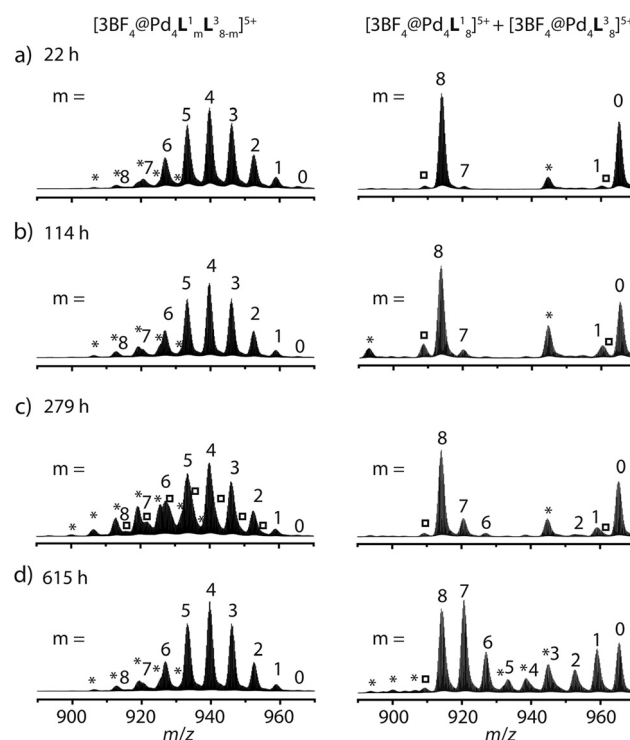 [3BF₄@Pd₄L¹ₘL³₈₋ₘ]⁵⁺ [3BF₄@Pd₄L¹₈]⁵⁺ + [3BF₄@Pd₄L³₈]⁵⁺
a) 22 h
m = * * 8 * 7 * 6 * 5 4 3 2 1 0
m = 8 7 * 1 0
b) 114 h
m = * * 8 * 7 * 6 * 5 4 3 2 1 0
m = * 8 7 * 1 0
c) 279 h
m = * * * 8 * 7 * 6 * 5 * 4 3 2 1 0
m = 8 7 6 * 2 1 0
d) 615 h
m = * * 8 * 7 * 6 * 5 4 3 2 1 0
m = * * * 8 7 6 * 5 * 4 * 3 2 1 0
900 920 940 960 900 920 940 960
m/z m/z